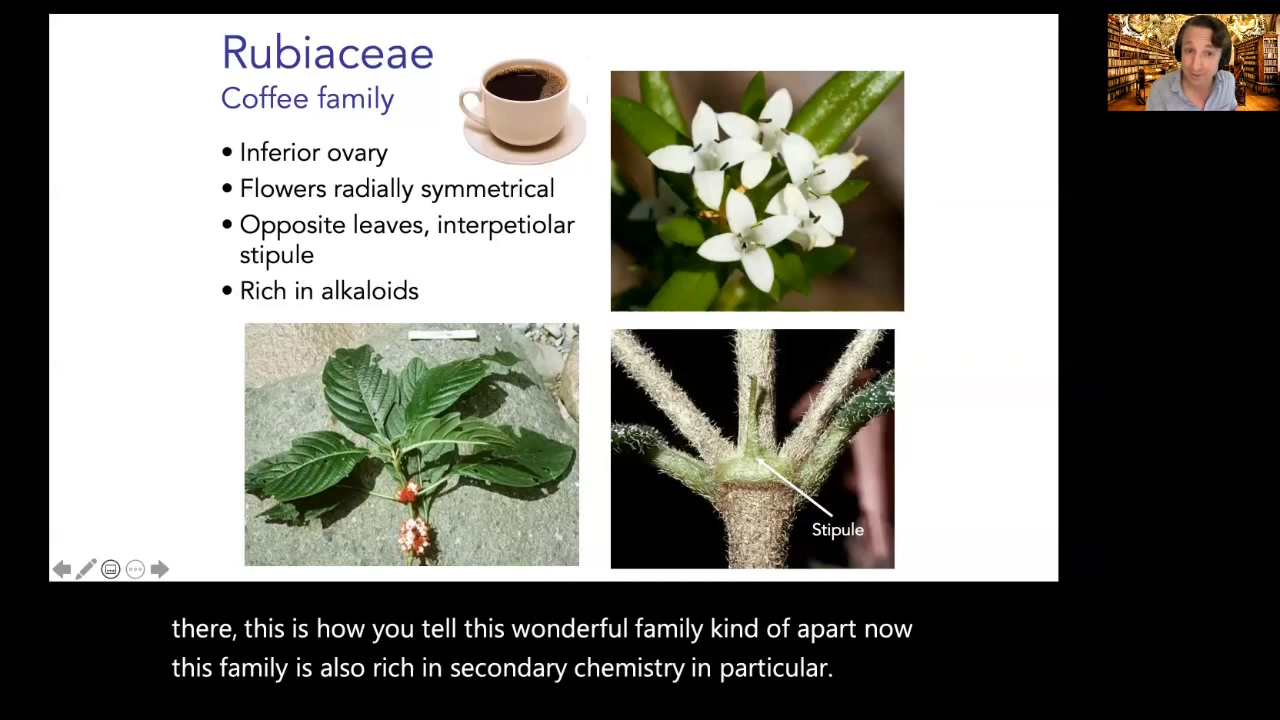 Rubiaceae
Coffee family
• Inferior ovary
• Flowers radially symmetrical
• Opposite leaves, interpetiolar
stipule
• Rich in alkaloids
Stipule
there, this is how you tell this wonderful family kind of apart now
this family is also rich in secondary chemistry in particular.